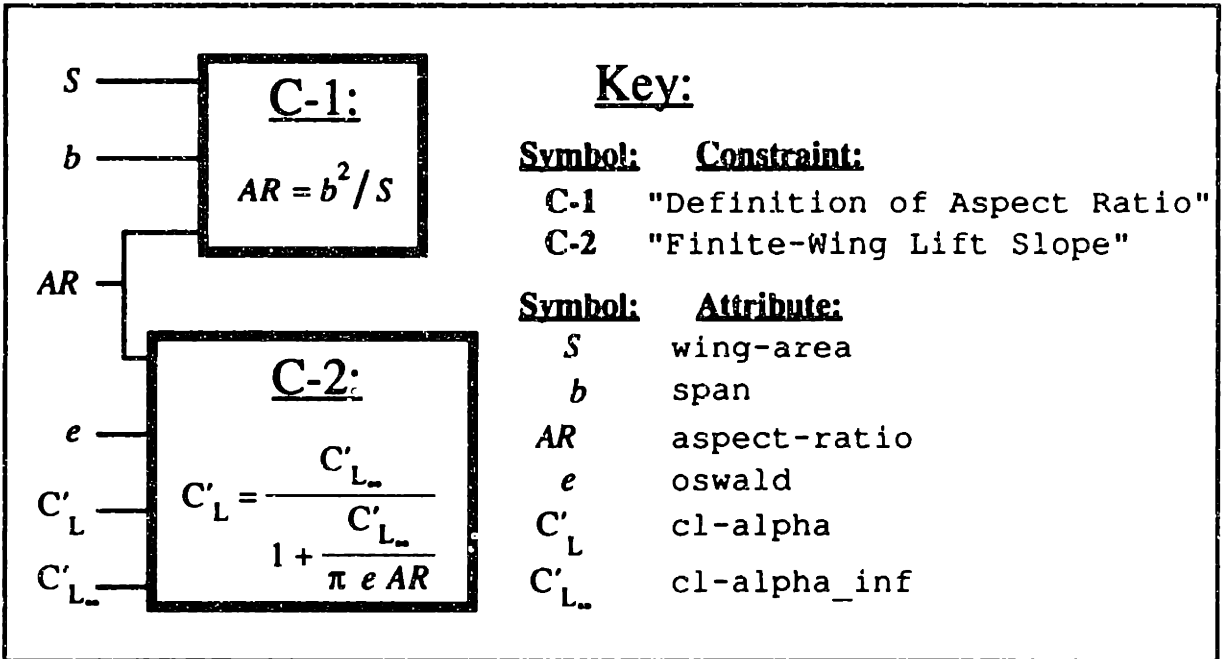 S
b
AR
e
C′L
C′L∞
C-1:
AR = b²/S
C-2:
C′L = C′L∞ / (1 + C′L∞ / (π e AR))
Key:
Symbol: Constraint:
C-1 "Definition of Aspect Ratio"
C-2 "Finite-Wing Lift Slope"
Symbol: Attribute:
S wing-area
b span
AR aspect-ratio
e oswald
C′L cl-alpha
C′L∞ cl-alpha_inf